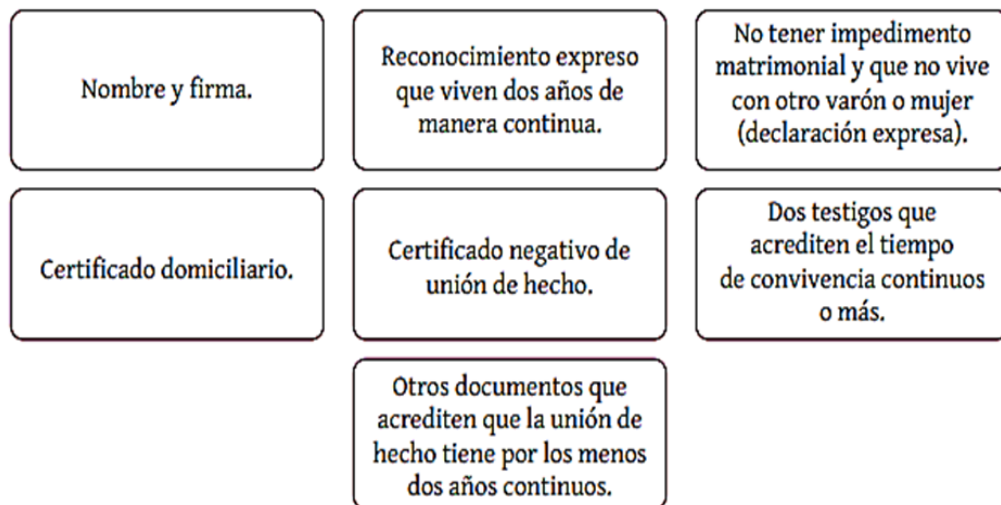 Nombre y firma.
Reconocimiento expreso
que viven dos años de
manera continua.
No tener impedimento
matrimonial y que no vive
con otro varón o mujer
(declaración expresa).
Certificado domiciliario.
Certificado negativo de
unión de hecho.
Dos testigos que
acrediten el tiempo
de convivencia continuos
o más.
Otros documentos que
acrediten que la unión de
hecho tiene por los menos
dos años continuos.